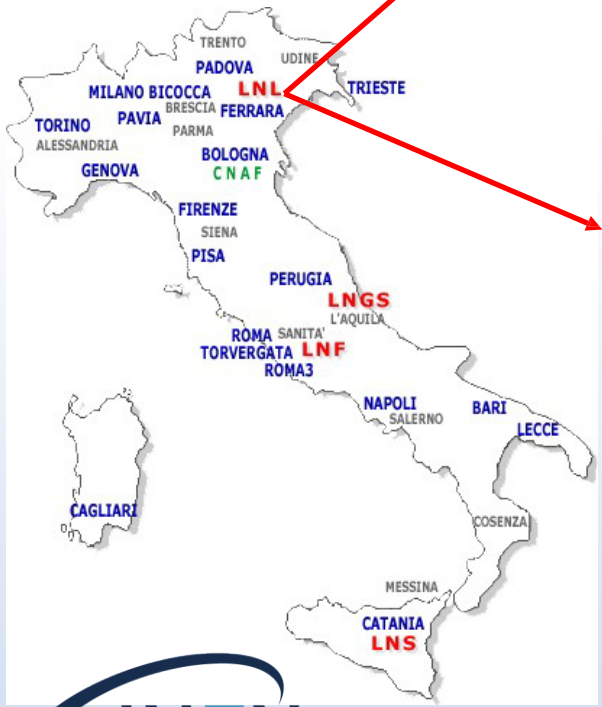 TRENTO
UDINE
PADOVA
MILANO BICOCCA
LNL
TRIESTE
BRESCIA
FERRARA
PAVIA
TORINO
PARMA
ALESSANDRIA
BOLOGNA
GENOVA
CNAF
FIRENZE
SIENA
PISA
PERUGIA
LNGS
L'AQUILA
ROMA
SANITA'
TORVERGATA
LNF
ROMA3
NAPOLI
BARI
SALERNO
LECCE
CAGLIARI
COSENZA
MESSINA
CATANIA
LNS